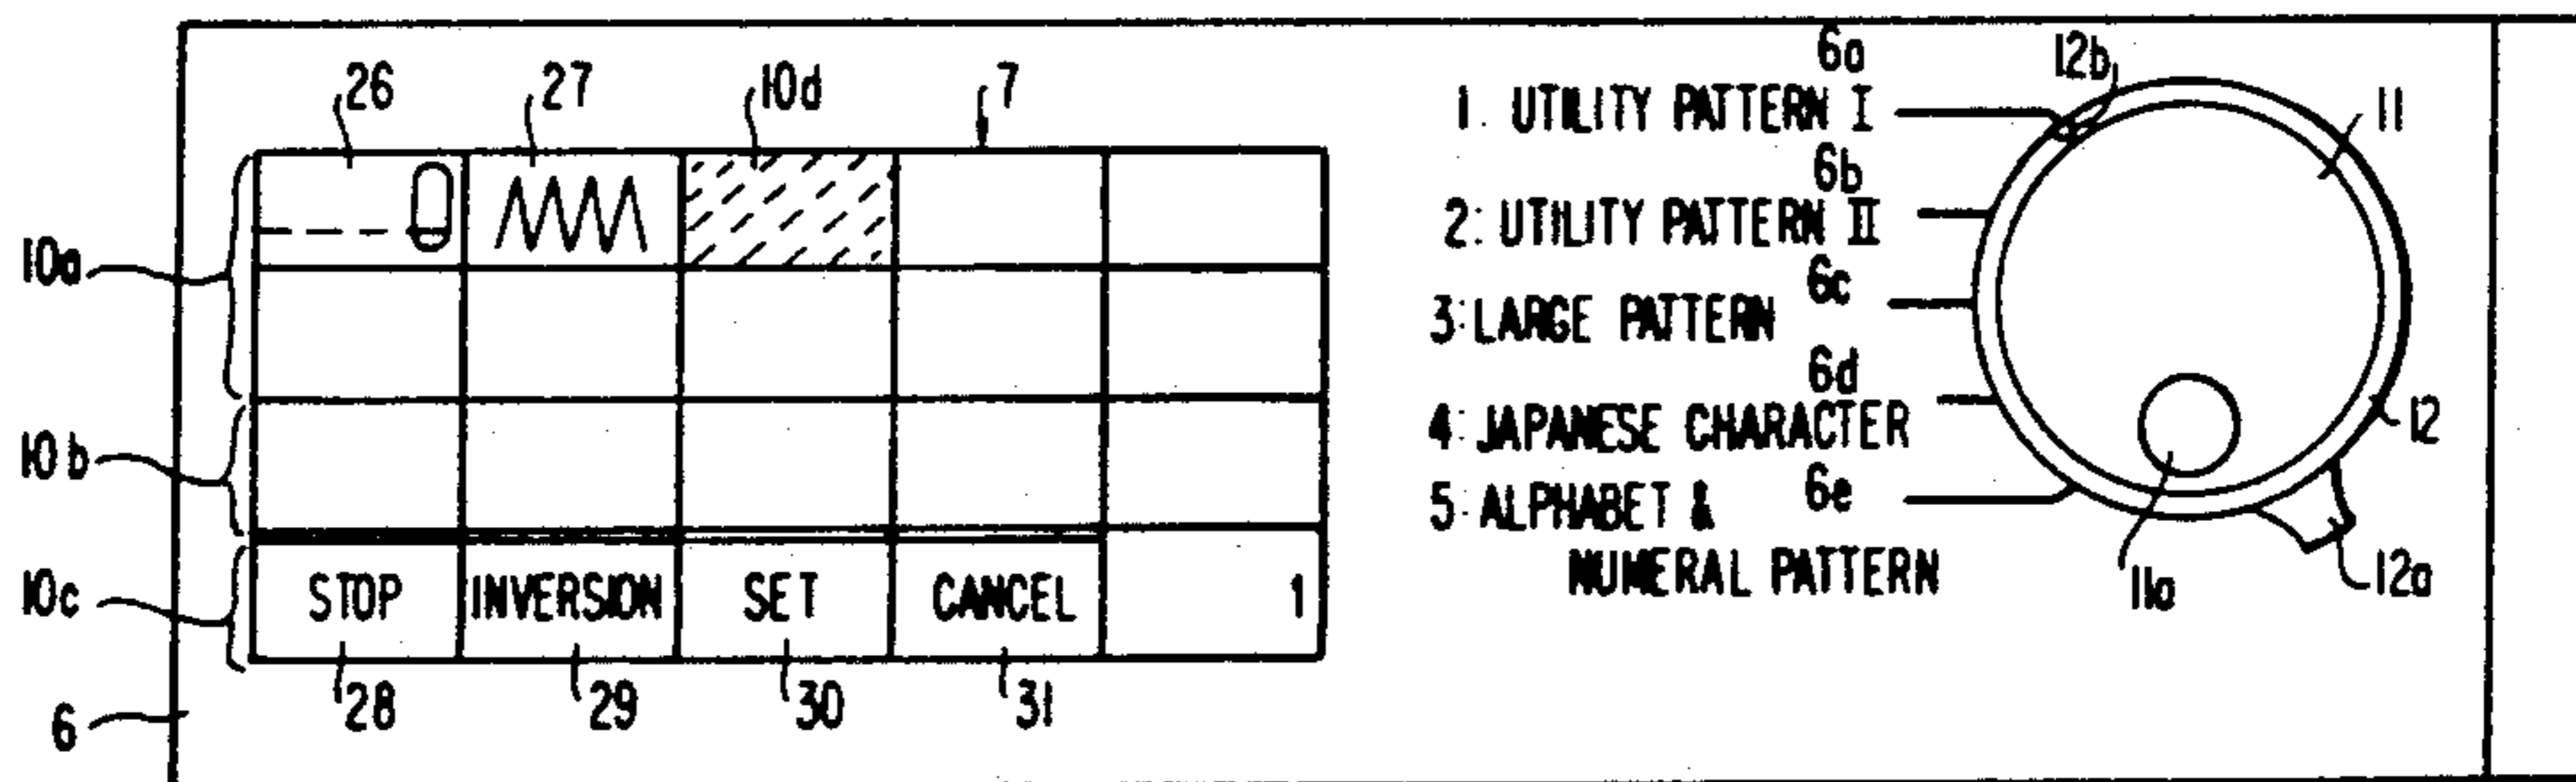 26 27 10d 7
10a
10b
10c
STOP INVERSION SET CANCEL 1
28 29 30 31
6
6a
1. UTILITY PATTERN I
6b
2: UTILITY PATTERN II
6c
3: LARGE PATTERN
6d
4: JAPANESE CHARACTER
6e
5: ALPHABET &
NUMERAL PATTERN
12b
11
12
11a
12a